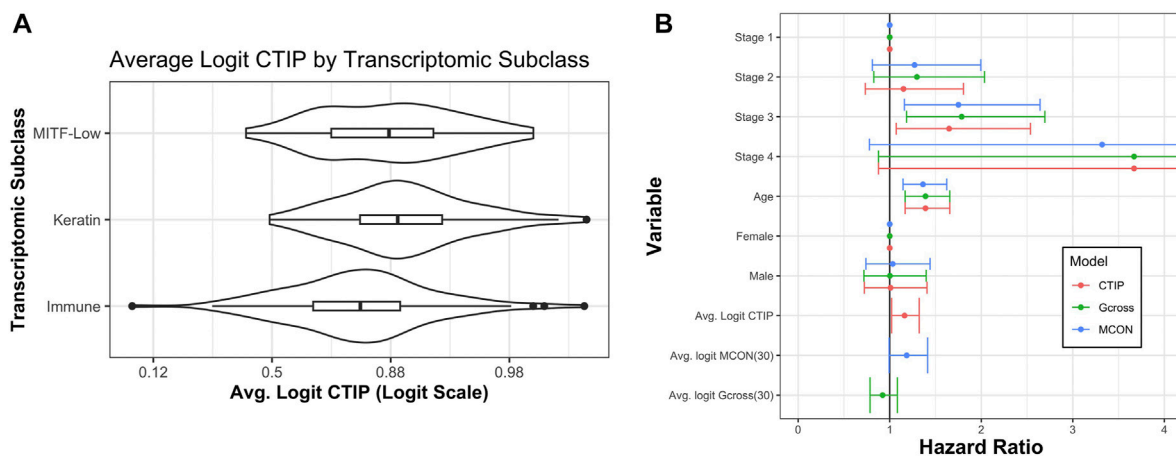 A
Average Logit CTIP by Transcriptomic Subclass
Transcriptomic Subclass
MITF-Low
Keratin
Immune
0.12 0.5 0.88 0.98
Avg. Logit CTIP (Logit Scale)
B
Variable
Stage 1
Stage 2
Stage 3
Stage 4
Age
Female
Male
Avg. Logit CTIP
Avg. logit MCON(30)
Avg. logit Gcross(30)
Model
CTIP
Gcross
MCON
0 1 2 3 4
Hazard Ratio